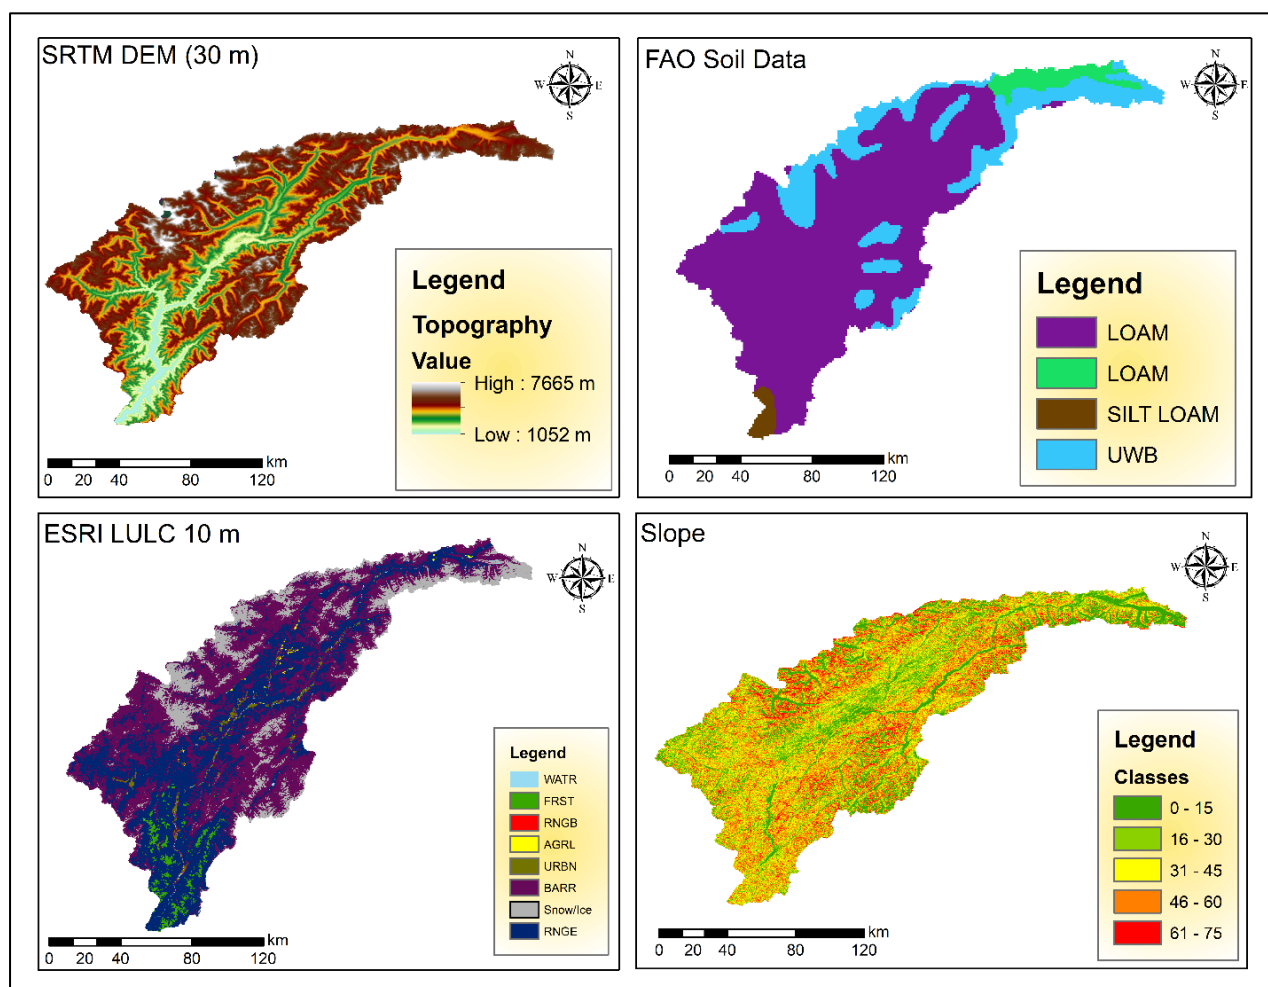 SRTM DEM (30 m)
N
W E
S
Legend
Topography
Value
High : 7665 m
Low : 1052 m
km
0 20 40 80 120
FAO Soil Data
N
W E
S
Legend
LOAM
LOAM
SILT LOAM
UWB
km
0 20 40 80 120
ESRI LULC 10 m
N
W E
S
Legend
WATR
FRST
RNGB
AGRL
URBN
BARR
Snow/Ice
RNGE
km
0 20 40 80 120
Slope
N
W E
S
Legend
Classes
0 - 15
16 - 30
31 - 45
46 - 60
61 - 75
km
0 20 40 80 120